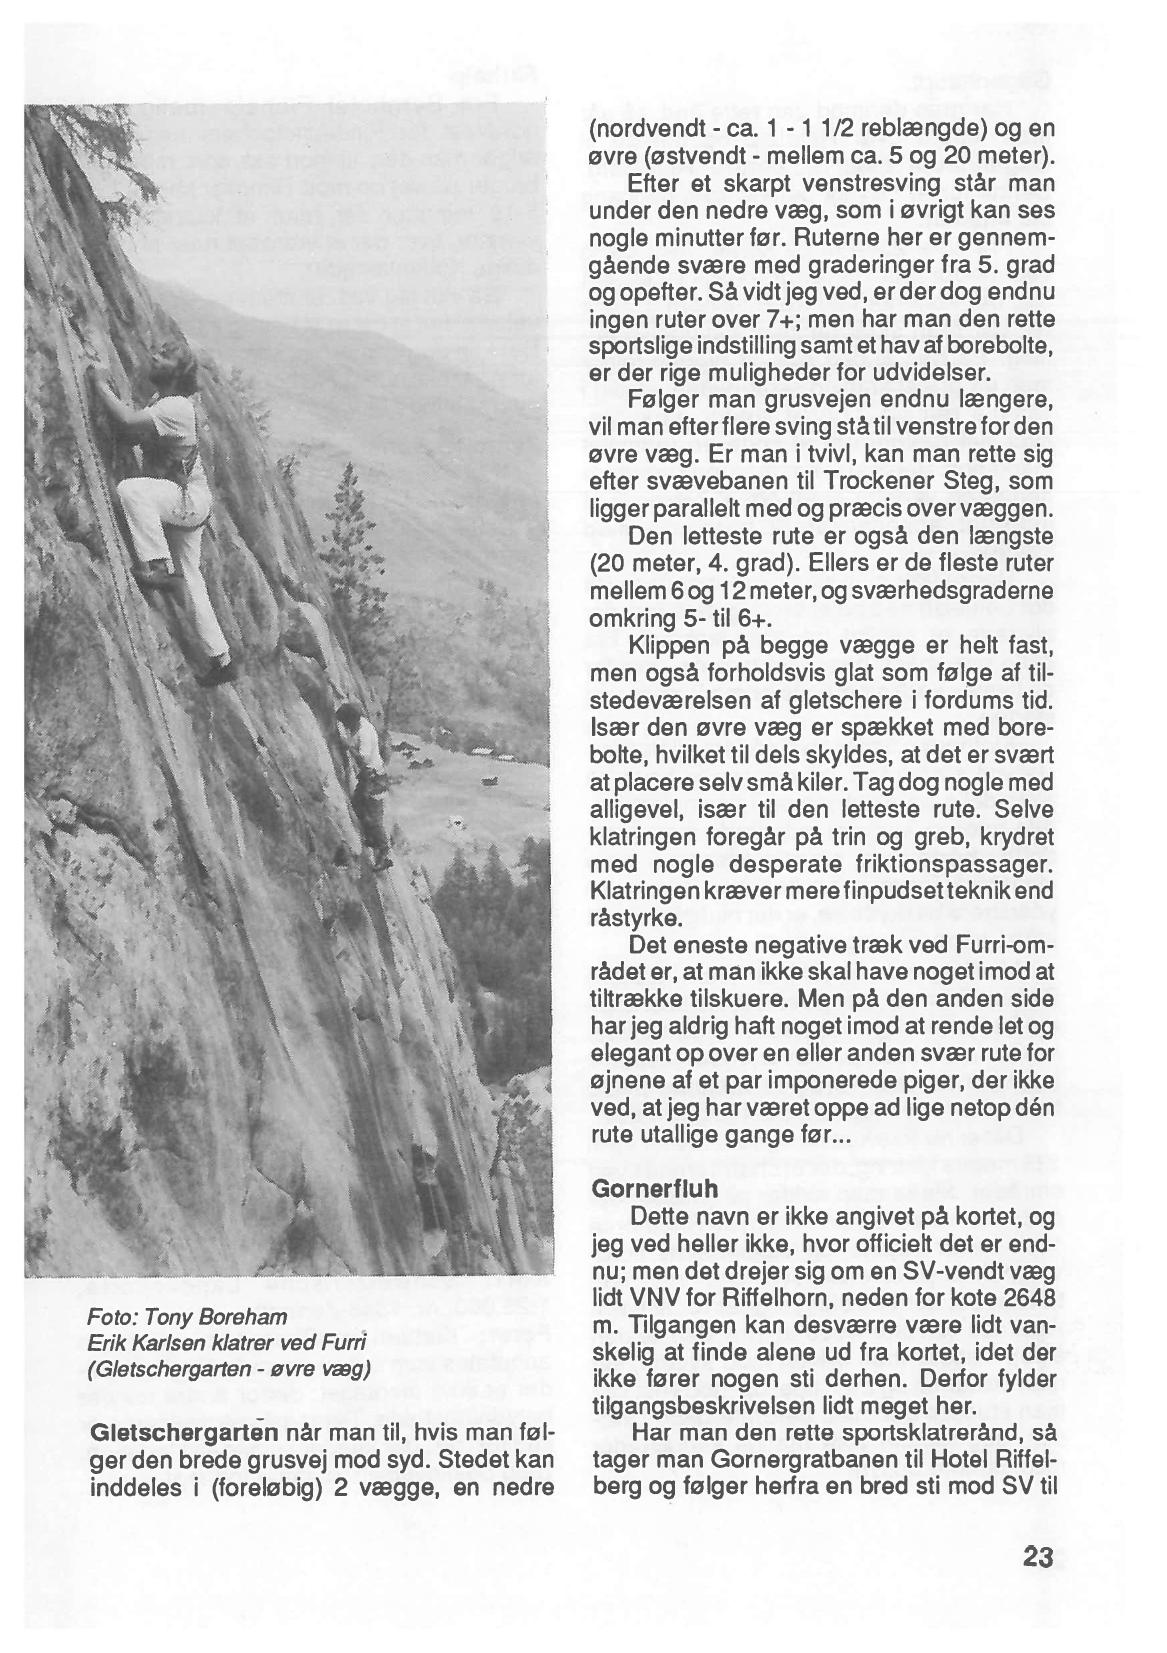 Foto: Tony Boreham
Erik Karlsen klatrer ved Furri
(Gletschergarten - øvre væg)
Gletschergarten når man til, hvis man føl-
ger den brede grusvej mod syd. Stedet kan
inddeles i (foreløbig) 2 vægge, en nedre
(nordvendt - ca. 1 - 1 1/2 reblængde) og en
øvre (østvendt - mellem ca. 5 og 20 meter).
Efter et skarpt venstresving står man
under den nedre væg, som i øvrigt kan ses
nogle minutter før. Ruterne her er gennem-
gående svære med graderinger fra 5. grad
og opefter. Så vidt jeg ved, er der dog endnu
ingen ruter over 7+; men har man den rette
sportslige indstilling samt et hav af borebolte,
er der rige muligheder for udvidelser.
Følger man grusvejen endnu længere,
vil man efter flere sving stå til venstre for den
øvre væg. Er man i tvivl, kan man rette sig
efter svævebanen til Trockener Steg, som
ligger parallelt med og præcis over væggen.
Den letteste rute er også den længste
(20 meter, 4. grad). Ellers er de fleste ruter
mellem 6 og 12 meter, og sværhedsgraderne
omkring 5- til 6+.
Klippen på begge vægge er helt fast,
men også forholdsvis glat som følge af til-
stedeværelsen af gletschere i fordums tid.
Især den øvre væg er spækket med bore-
bolte, hvilket til dels skyldes, at det er svært
at placere selv små kiler. Tag dog nogle med
alligevel, især til den letteste rute. Selve
klatringen foregår på trin og greb, krydret
med nogle desperate friktionspassager.
Klatringen kræver mere finpudset teknik end
råstyrke.
Det eneste negative træk ved Furri-om-
rådet er, at man ikke skal have noget imod at
tiltrække tilskuere. Men på den anden side
har jeg aldrig haft noget imod at rende let og
elegant op over en eller anden svær rute for
øjnene af et par imponerede piger, der ikke
ved, at jeg har været oppe ad lige netop dén
rute utallige gange før...
Gornerfluh
Dette navn er ikke angivet på kortet, og
jeg ved heller ikke, hvor officielt det er end-
nu; men det drejer sig om en SV-vendt væg
lidt VNV for Riffelhorn, neden for kote 2648
m. Tilgangen kan desværre være lidt van-
skelig at finde alene ud fra kortet, idet der
ikke fører nogen sti derhen. Derfor fylder
tilgangsbeskrivelsen lidt meget her.
Har man den rette sportsklatrerånd, så
tager man Gornergratbanen til Hotel Riffel-
berg og følger herfra en bred sti mod SV til
23